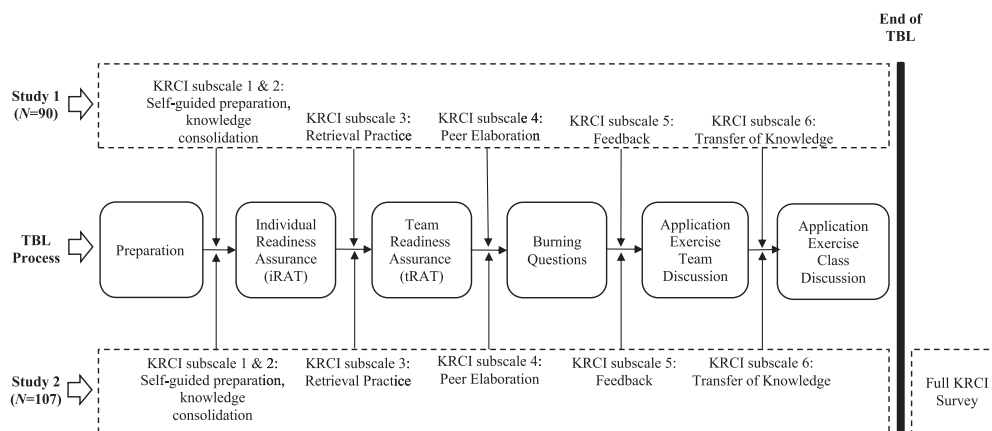 End of
TBL
Study 1
(N=90)
KRCI subscale 1 & 2:
Self-guided preparation,
knowledge
consolidation
KRCI subscale 3:
Retrieval Practice
KRCI subscale 4:
Peer Elaboration
KRCI subscale 5:
Feedback
KRCI subscale 6:
Transfer of Knowledge
TBL
Process
Preparation
Individual
Readiness
Assurance
(iRAT)
Team
Readiness
Assurance
(tRAT)
Burning
Questions
Application
Exercise
Team
Discussion
Application
Exercise
Class
Discussion
Study 2
(N=107)
KRCI subscale 1 & 2:
Self-guided preparation,
knowledge
consolidation
KRCI subscale 3:
Retrieval Practice
KRCI subscale 4:
Peer Elaboration
KRCI subscale 5:
Feedback
KRCI subscale 6:
Transfer of Knowledge
Full KRCI
Survey